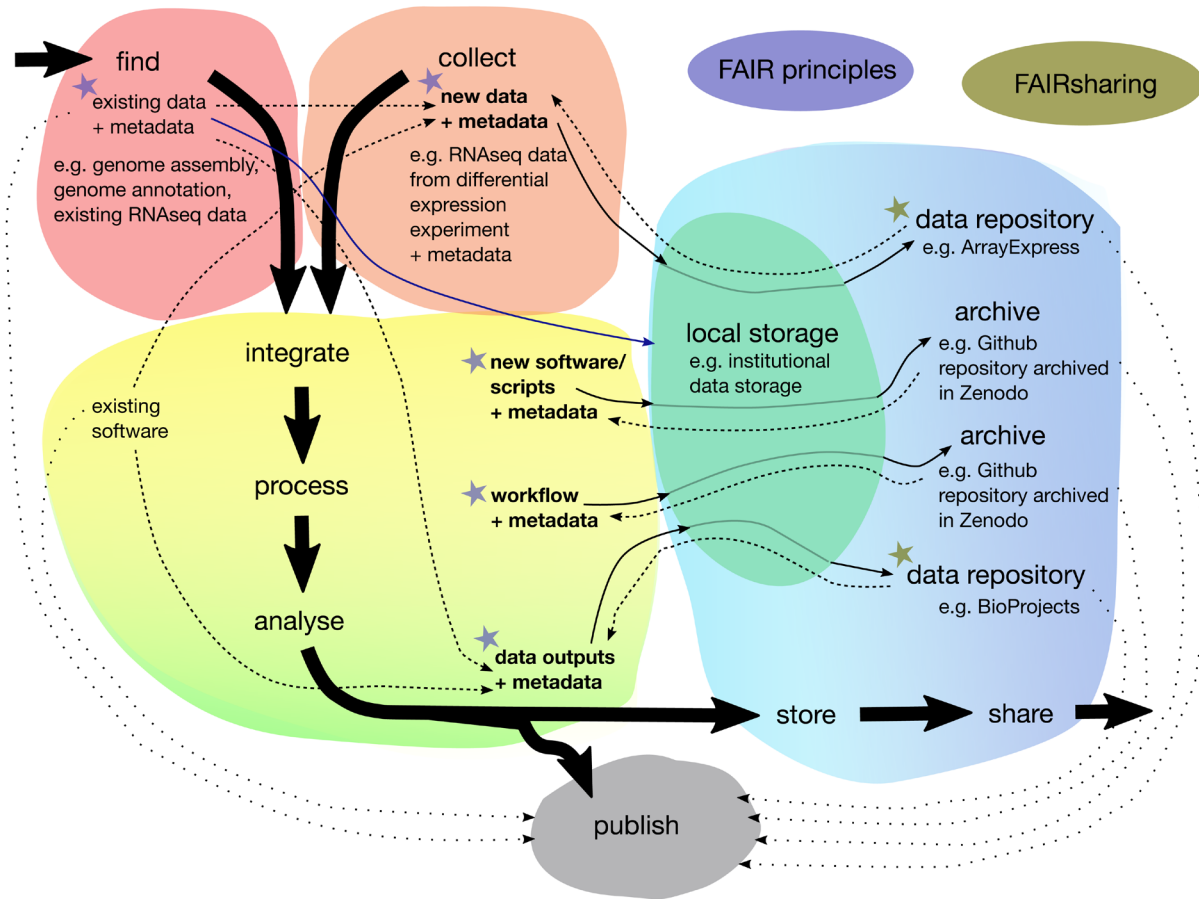 find
existing data
+ metadata
e.g. genome assembly,
genome annotation,
existing RNAseq data
collect
new data
+ metadata
e.g. RNAseq data
from differential
expression
experiment
+ metadata
FAIR principles
FAIRsharing
data repository
e.g. ArrayExpress
local storage
e.g. institutional
data storage
archive
e.g. Github
repository archived
in Zenodo
archive
e.g. Github
repository archived
in Zenodo
data repository
e.g. BioProjects
integrate
existing
software
process
analyse
new software/
scripts
+ metadata
workflow
+ metadata
data outputs
+ metadata
store
share
publish